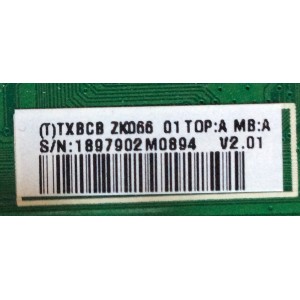 (T)TXBCB ZK066 01 TOP:A MB:A
S/N:1897902M0894 V2.01